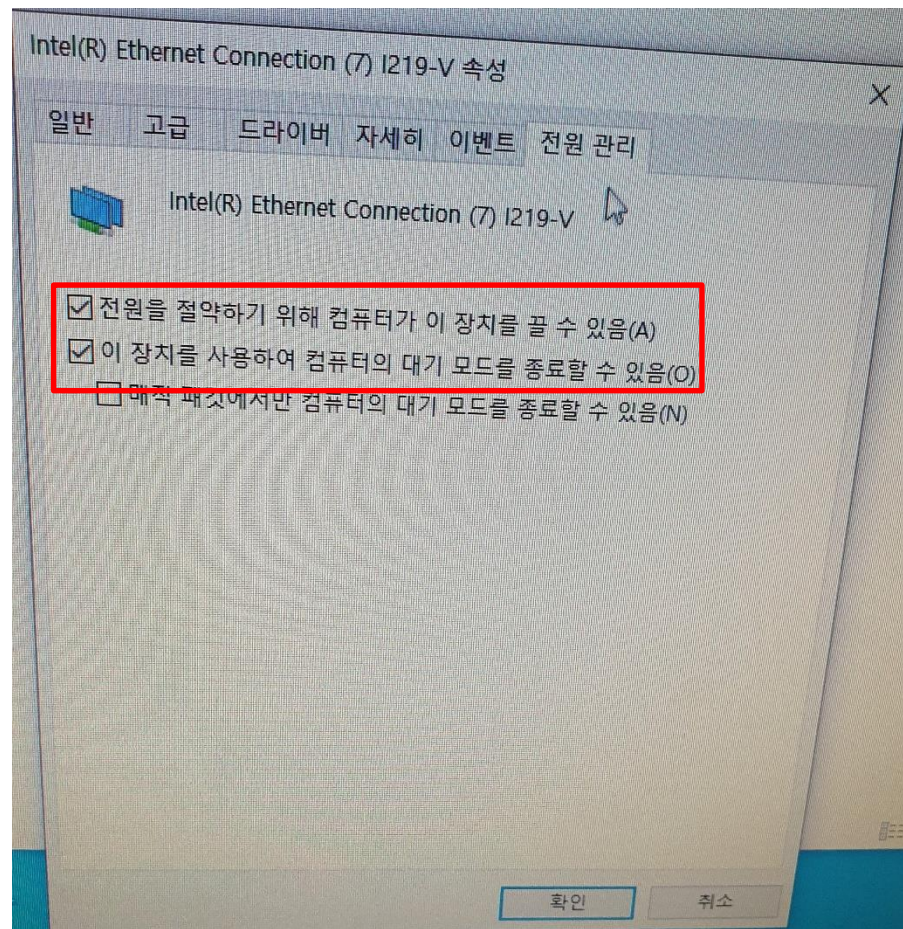 Intel(R) Ethernet Connection (7) I219-V 속성
일반 고급 드라이버 자세히 이벤트 전원 관리
Intel(R) Ethernet Connection (7) I219-V
전원을 절약하기 위해 컴퓨터가 이 장치를 끌 수 있음(A)
이 장치를 사용하여 컴퓨터의 대기 모드를 종료할 수 있음(O)
매직 패킷에서만 컴퓨터의 대기 모드를 종료할 수 있음(N)
확인 취소